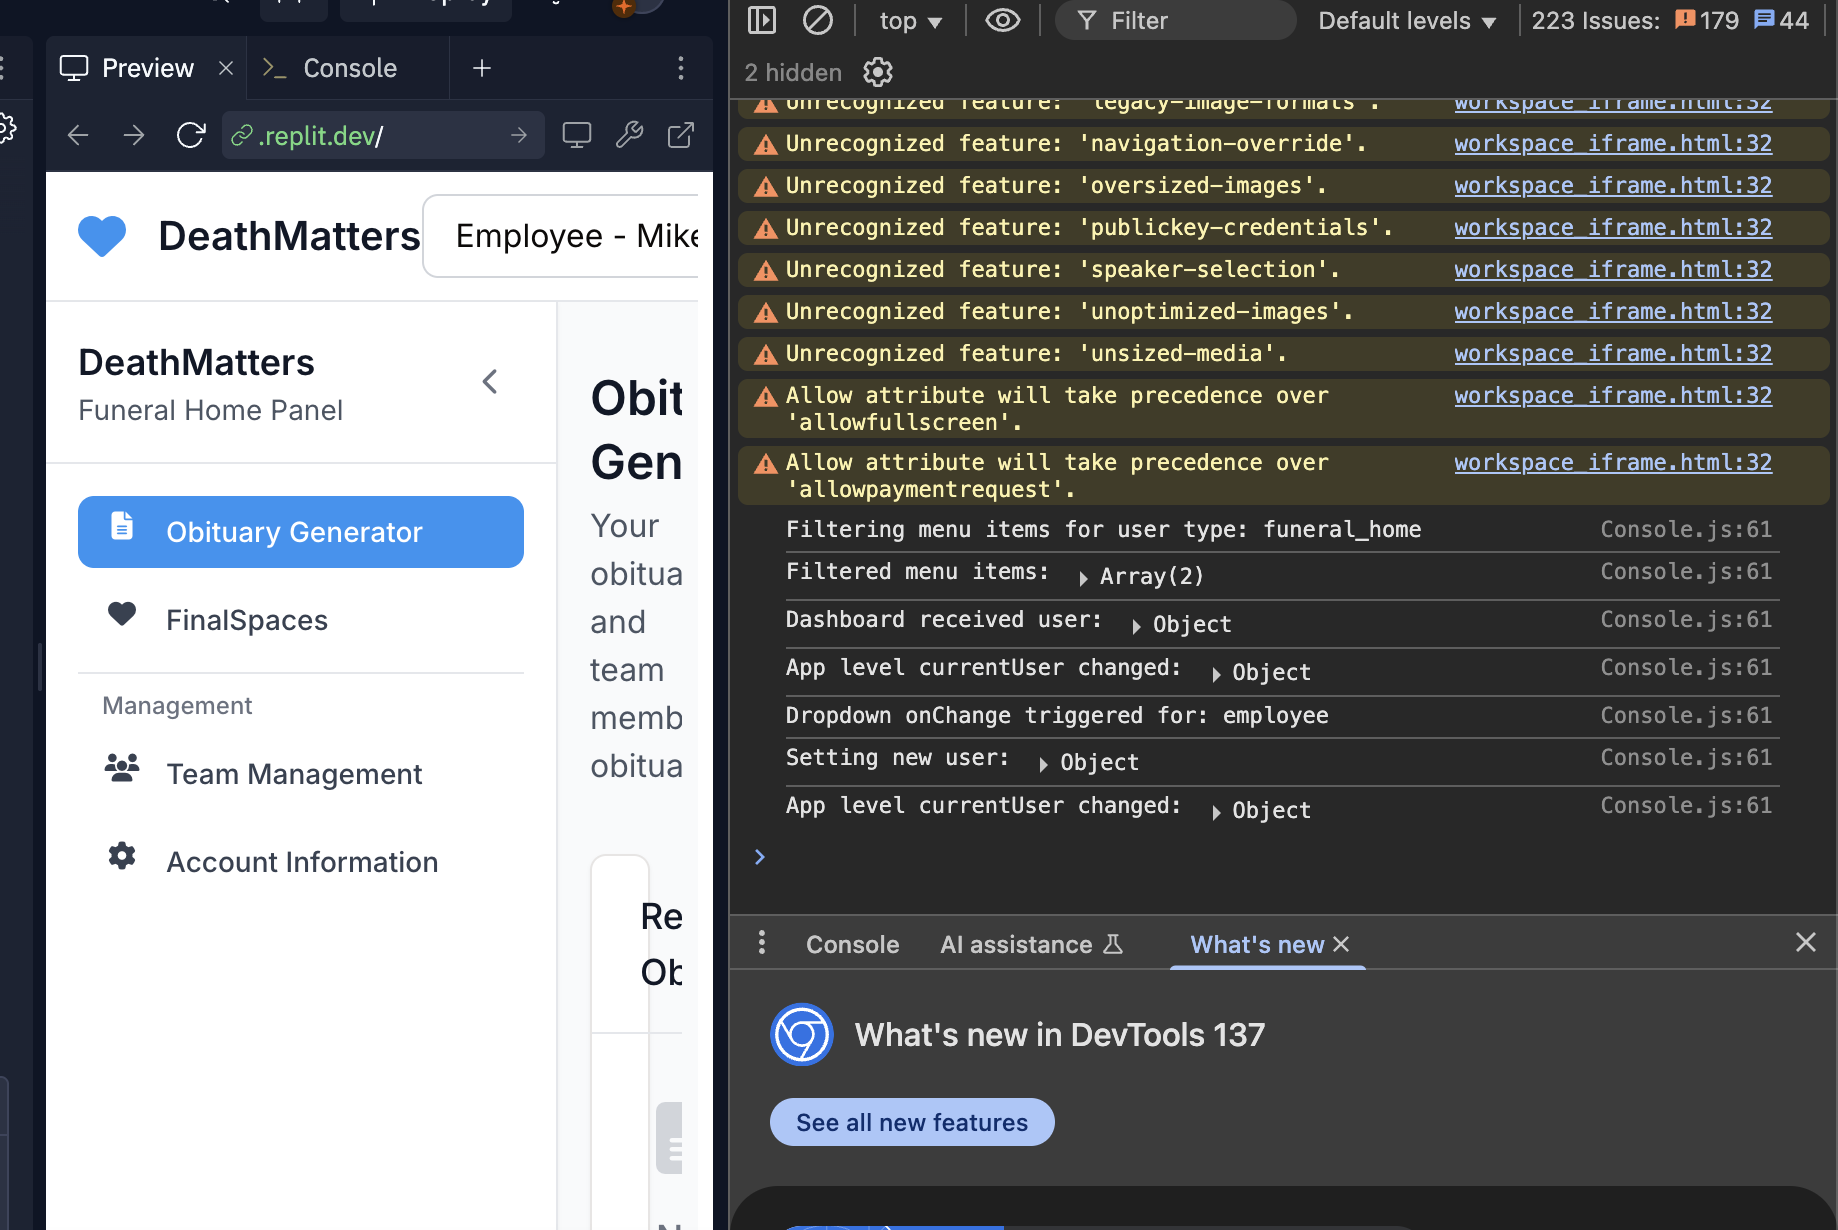 Preview
Console
.replit.dev/
DeathMatters
Employee - Mike
DeathMatters
Funeral Home Panel
Obituary Generator
FinalSpaces
Management
Team Management
Account Information
Obit
Gen
Your
obitua
and
team
memb
obitua
Re
Ob
top
Filter
Default levels
223 Issues:
179
44
2 hidden
Unrecognized feature: 'legacy-image-formats'. workspace_iframe.html:32
Unrecognized feature: 'navigation-override'. workspace_iframe.html:32
Unrecognized feature: 'oversized-images'. workspace_iframe.html:32
Unrecognized feature: 'publickey-credentials'. workspace_iframe.html:32
Unrecognized feature: 'speaker-selection'. workspace_iframe.html:32
Unrecognized feature: 'unoptimized-images'. workspace_iframe.html:32
Unrecognized feature: 'unsized-media'. workspace_iframe.html:32
Allow attribute will take precedence over workspace_iframe.html:32
'allowfullscreen'.
Allow attribute will take precedence over workspace_iframe.html:32
'allowpaymentrequest'.
Filtering menu items for user type: funeral_home Console.js:61
Filtered menu items: Array(2) Console.js:61
Dashboard received user: Object Console.js:61
App level currentUser changed: Object Console.js:61
Dropdown onChange triggered for: employee Console.js:61
Setting new user: Object Console.js:61
App level currentUser changed: Object Console.js:61
Console
AI assistance
What's new
What's new in DevTools 137
See all new features